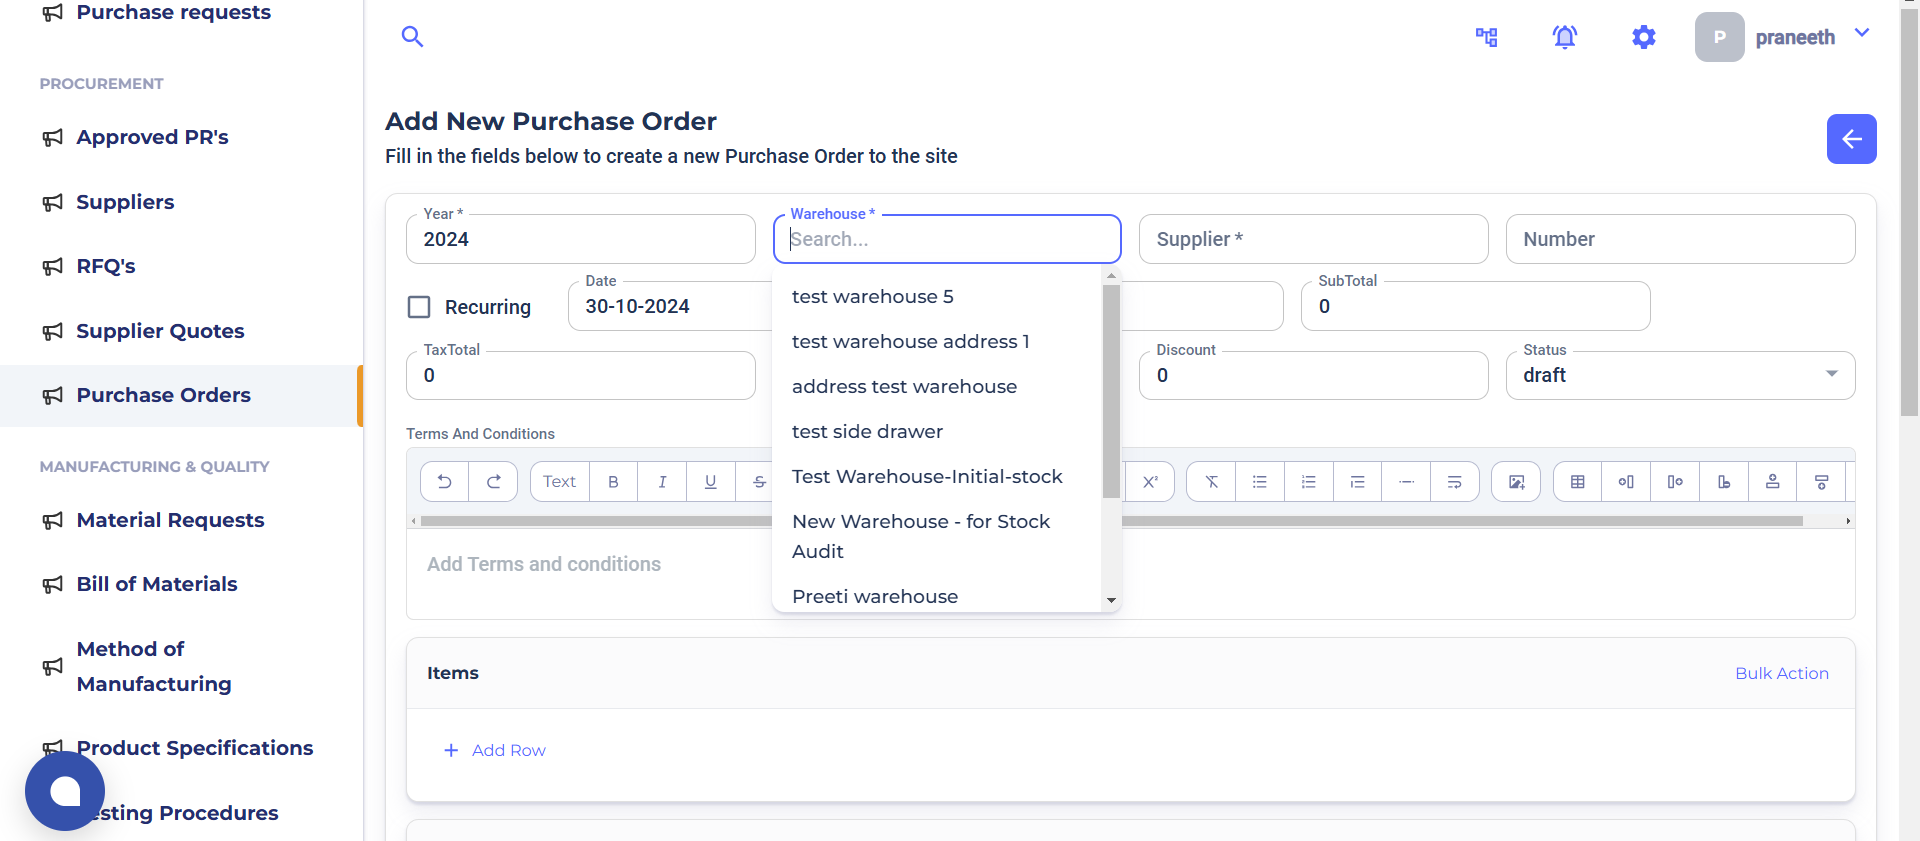 Purchase requests
PROCUREMENT
Approved PR's
Suppliers
RFQ's
Supplier Quotes
Purchase Orders
MANUFACTURING & QUALITY
Material Requests
Bill of Materials
Method of
Manufacturing
Product Specifications
esting Procedures
P praneeth
Add New Purchase Order
Fill in the fields below to create a new Purchase Order to the site
Year *
2024
Warehouse *
Search...
Supplier *
Number
Recurring
Date
30-10-2024
SubTotal
0
TaxTotal
0
Discount
0
Status
draft
test warehouse 5
test warehouse address 1
address test warehouse
test side drawer
Test Warehouse-Initial-stock
New Warehouse - for Stock
Audit
Preeti warehouse
Terms And Conditions
Text B I U S X²
Add Terms and conditions
Items
Bulk Action
+ Add Row